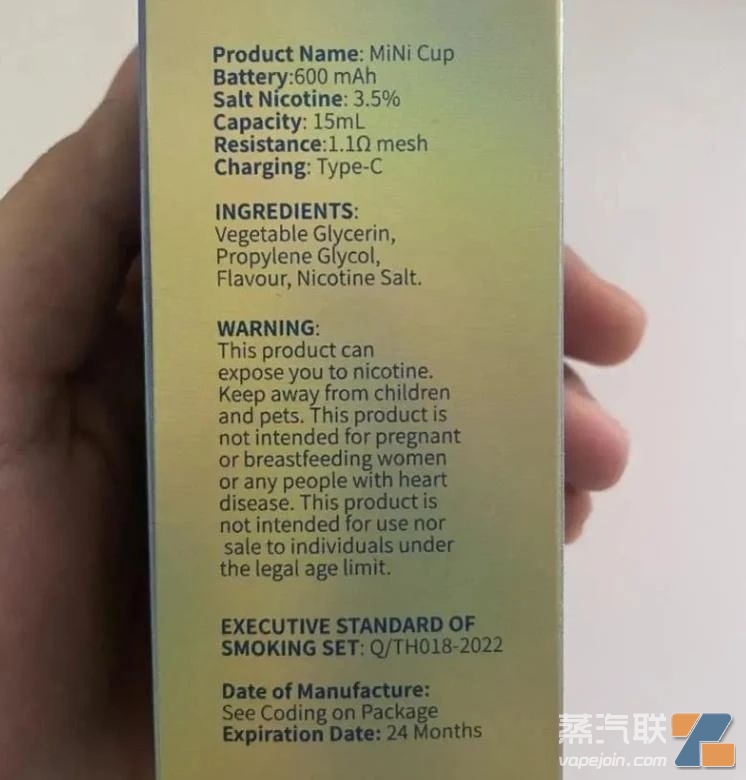 Product Name: MiNi Cup
Battery:600 mAh
Salt Nicotine: 3.5%
Capacity: 15mL
Resistance:1.1Ω mesh
Charging: Type-C
INGREDIENTS:
Vegetable Glycerin,
Propylene Glycol,
Flavour, Nicotine Salt.
WARNING:
This product can
expose you to nicotine.
Keep away from children
and pets. This product is
not intended for pregnant
or breastfeeding women
or any people with heart
disease. This product is
not intended for use nor
sale to individuals under
the legal age limit.
EXECUTIVE STANDARD OF
SMOKING SET: Q/TH018-2022
Date of Manufacture:
See Coding on Package
Expiration Date: 24 Months
蒸汽联
vapejoin.com